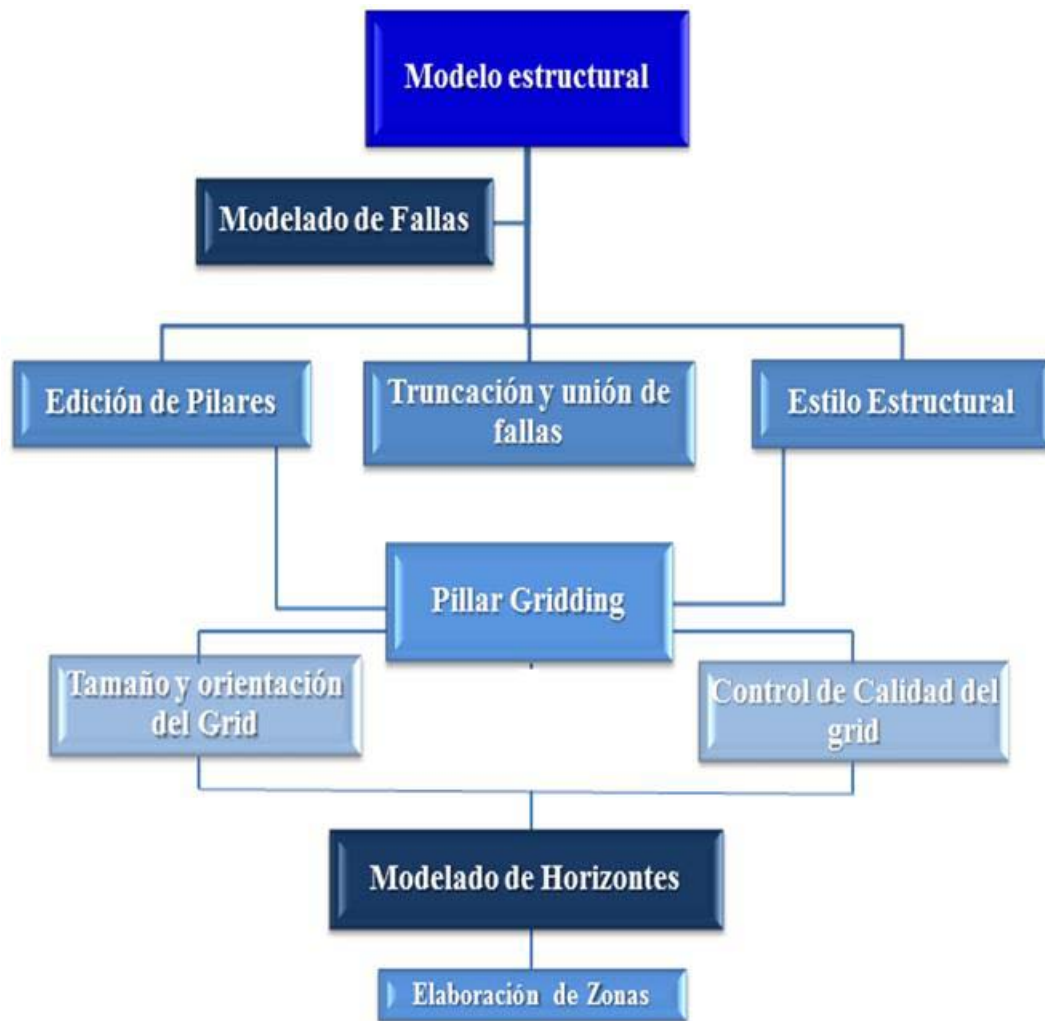 Modelo estructural
Modelado de Fallas
Edición de Pilares
Truncación y unión de
fallas
Estilo Estructural
Pillar Gridding
Tamaño y orientación
del Grid
Control de Calidad del
grid
Modelado de Horizontes
Elaboración de Zonas